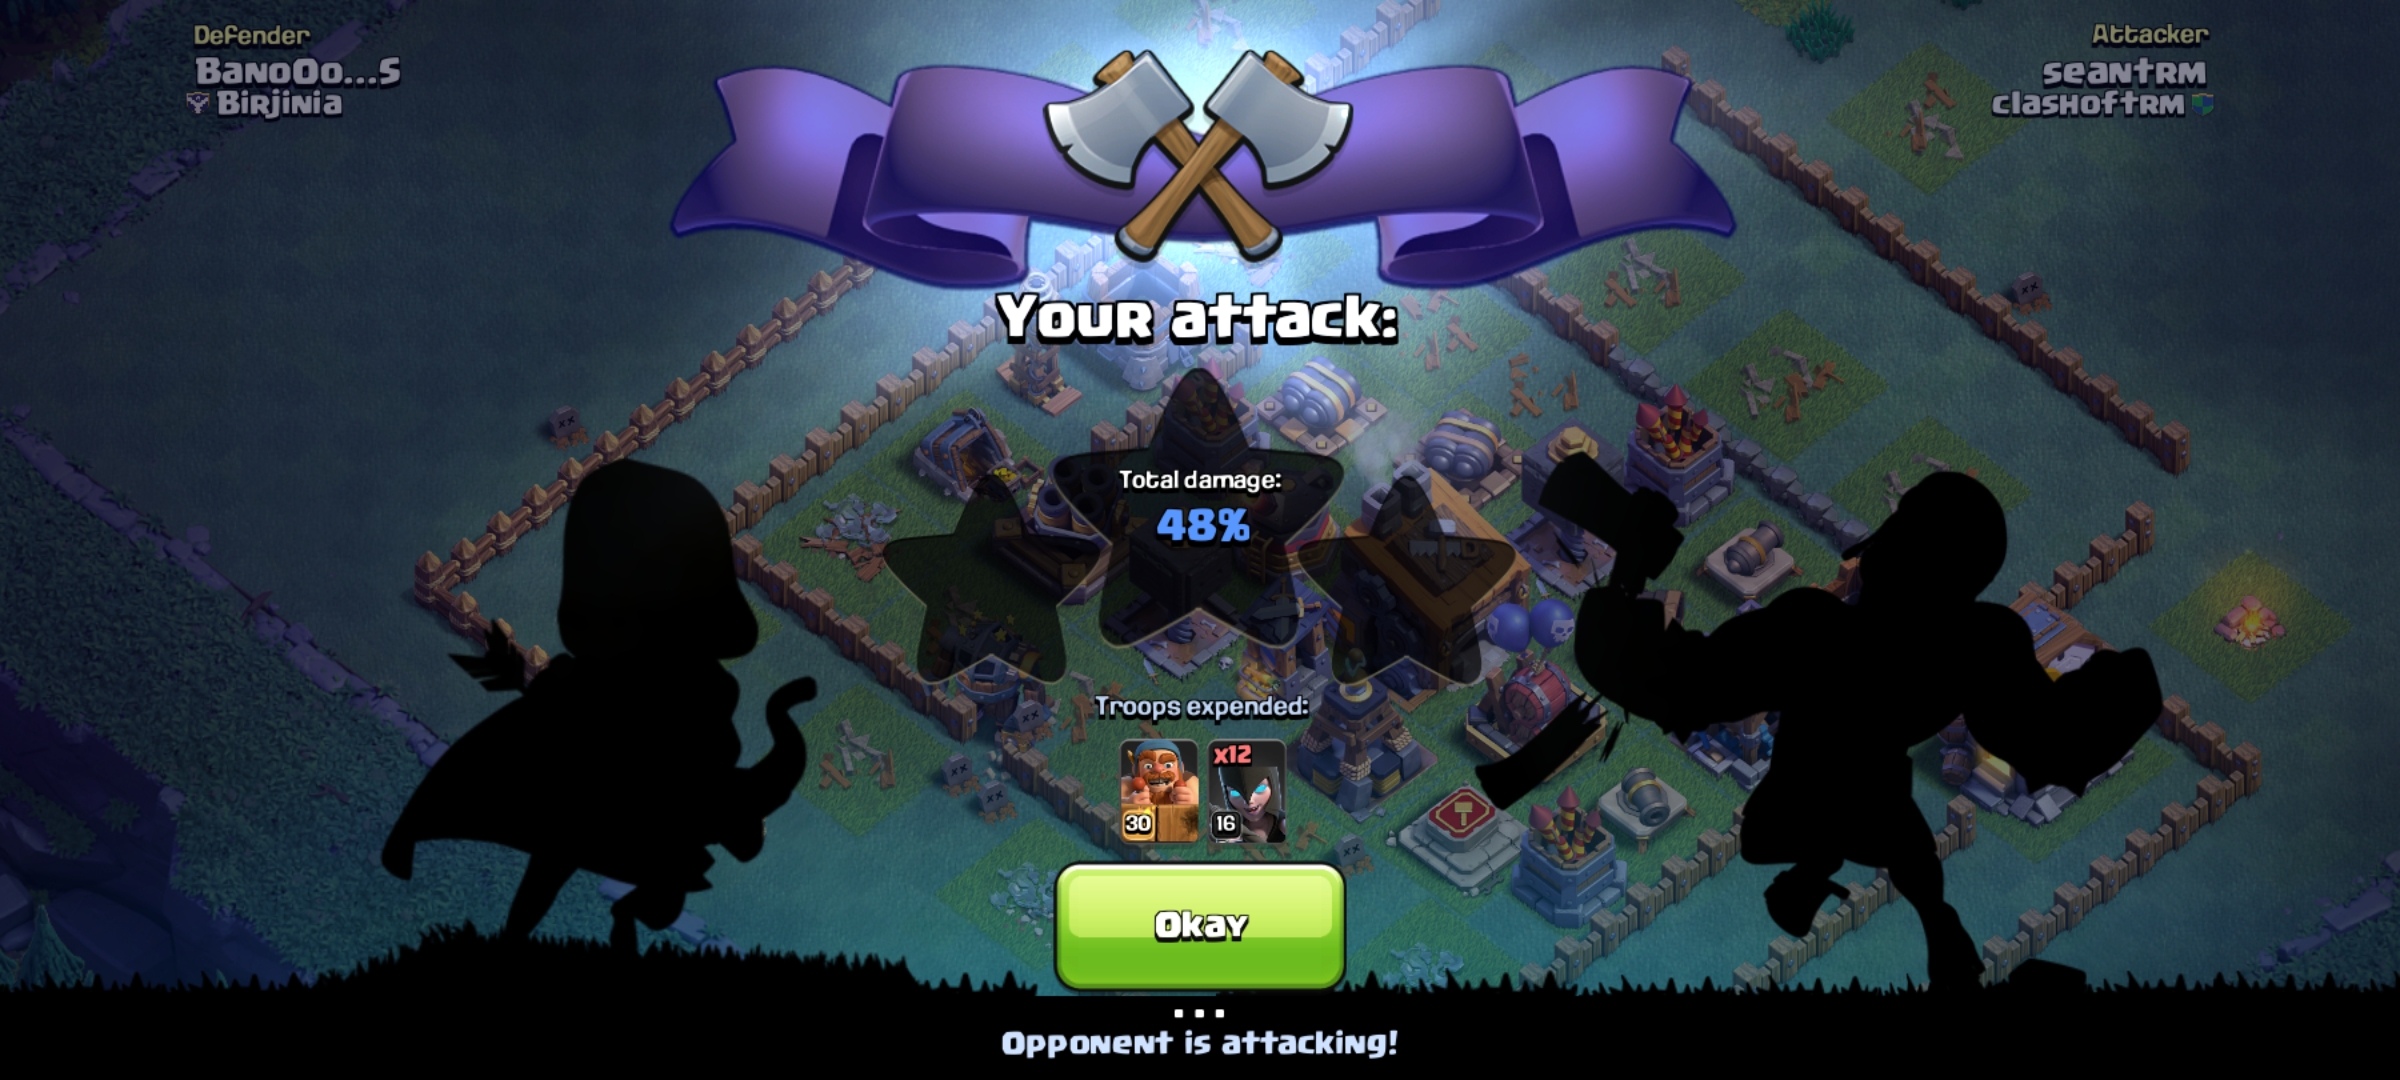 Defender
BanoOo...S
Birjinia
Attacker
seantRM
clashoftRM
Your attack:
Total damage:
48%
Troops expended:
x12
30
16
Okay
...
Opponent is attacking!